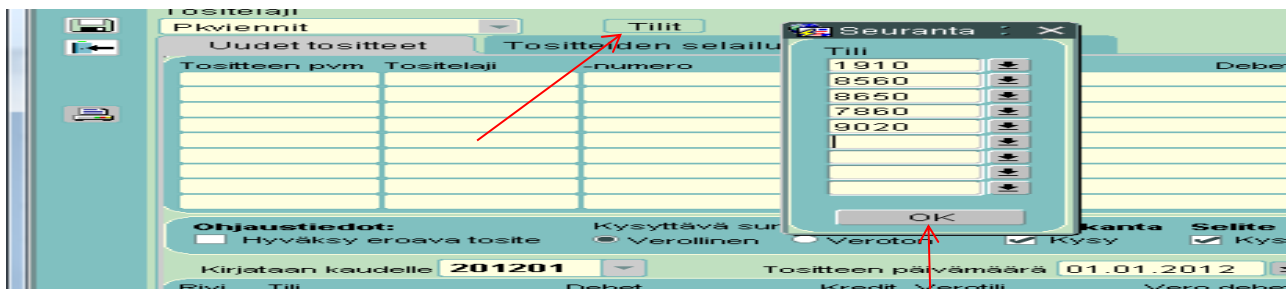 Tositelaji
Pkviennit Tilit
Uudet tositteet Tositteiden selailu
Tositteen pvm Tositelaji -numero Debet
Seuranta
Tili
1910
8560
8650
7860
9020
OK
Ohjaustiedot: Kysyttävä sur kanta Selite
Hyväksy eroava tosite Verollinen Veroton Kysy Kys
Kirjataan kaudelle 201201 Tositteen päivämäärä 01.01.2012
Rivi Tili Debet Kredit Verotili Vero debet